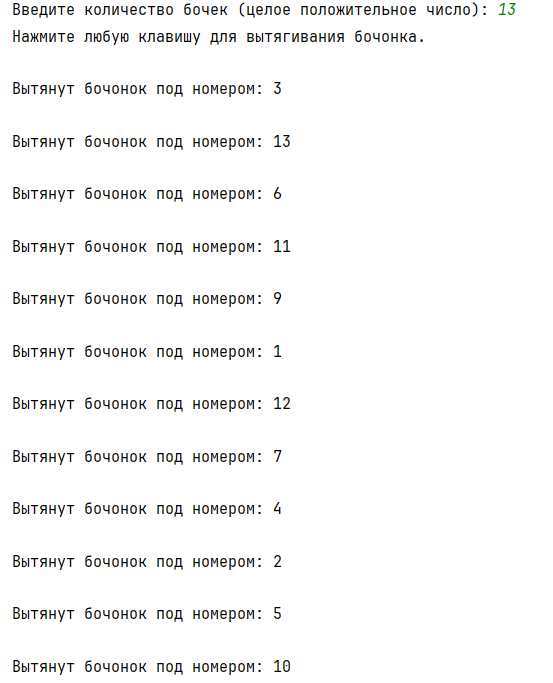 Введите количество бочек (целое положительное число): 13
Нажмите любую клавишу для вытягивания бочонка.
Вытянут бочонок под номером: 3
Вытянут бочонок под номером: 13
Вытянут бочонок под номером: 6
Вытянут бочонок под номером: 11
Вытянут бочонок под номером: 9
Вытянут бочонок под номером: 1
Вытянут бочонок под номером: 12
Вытянут бочонок под номером: 7
Вытянут бочонок под номером: 4
Вытянут бочонок под номером: 2
Вытянут бочонок под номером: 5
Вытянут бочонок под номером: 10